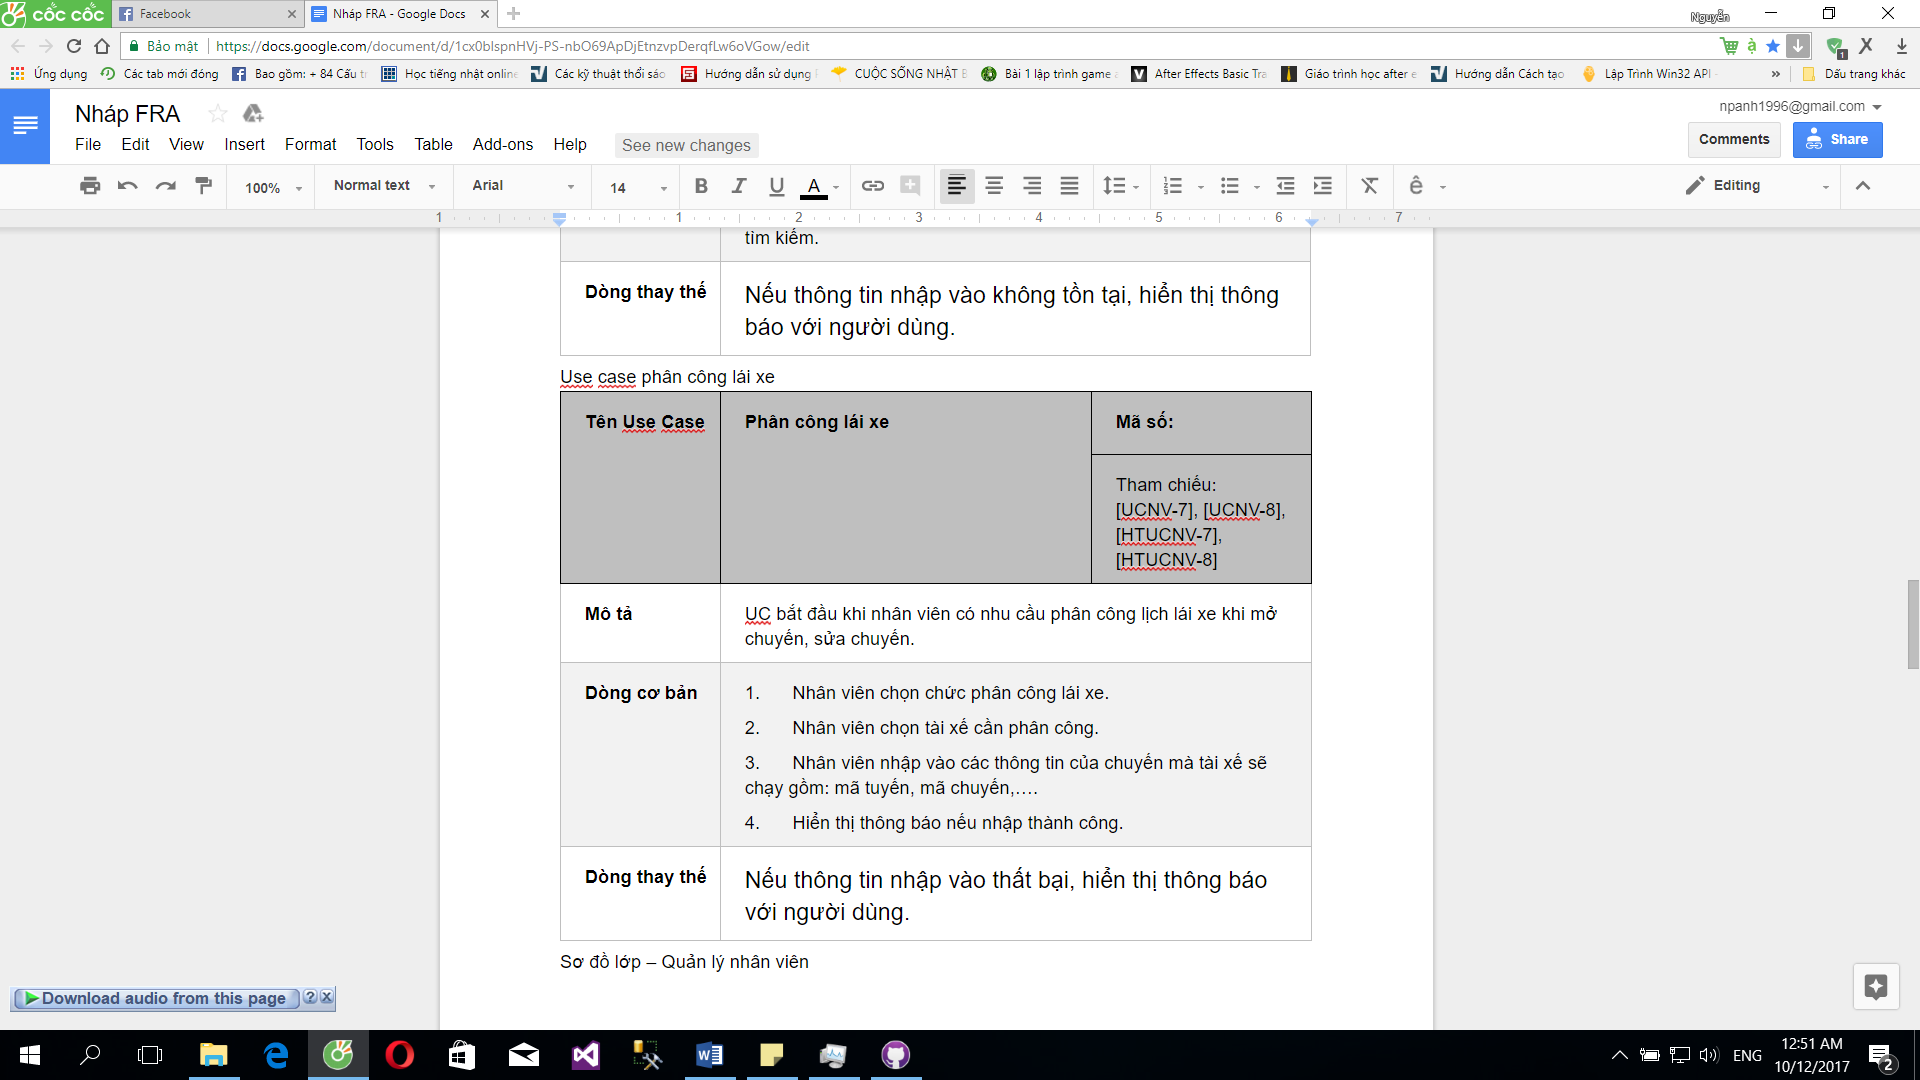 cốc cốc
Facebook
Nháp FRA - Google Docs
Nguyễn
Bảo mật
https://docs.google.com/document/d/1cx0blspnHVj-PS-nbO69ApDjEtnzvpDerqfLw6oVGow/edit
1
Ứng dụng
Các tab mới đóng
Bao gồm: + 84 Cấu tr
Học tiếng nhật online
Các kỹ thuật thổi sáo
Hướng dẫn sử dụng
CUỘC SỐNG NHẬT B
Bài 1 lập trình game
After Effects Basic Tra
Giáo trình học after e
Hướng dẫn Cách tạo
Lập Trình Win32 API
»
Dấu trang khác
Nháp FRA
npanh1996@gmail.com
File Edit View Insert Format Tools Table Add-ons Help See new changes
Comments
Share
100%
Normal text
Arial
14
B I U A
ê
Editing
1 1 2 3 4 5 6 7
tìm kiếm.
Dòng thay thế
Nếu thông tin nhập vào không tồn tại, hiển thị thông
báo với người dùng.
Use case phân công lái xe
Tên Use Case
Phân công lái xe
Mã số:
Tham chiếu:
[UCNV-7], [UCNV-8],
[HTUCNV-7],
[HTUCNV-8]
Mô tả
UC bắt đầu khi nhân viên có nhu cầu phân công lịch lái xe khi mở
chuyến, sửa chuyến.
Dòng cơ bản
1. Nhân viên chọn chức phân công lái xe.
2. Nhân viên chọn tài xế cần phân công.
3. Nhân viên nhập vào các thông tin của chuyến mà tài xế sẽ
chạy gồm: mã tuyến, mã chuyến,….
4. Hiển thị thông báo nếu nhập thành công.
Dòng thay thế
Nếu thông tin nhập vào thất bại, hiển thị thông báo
với người dùng.
Sơ đồ lớp – Quản lý nhân viên
Download audio from this page
?
X
ENG
12:51 AM
10/12/2017
2